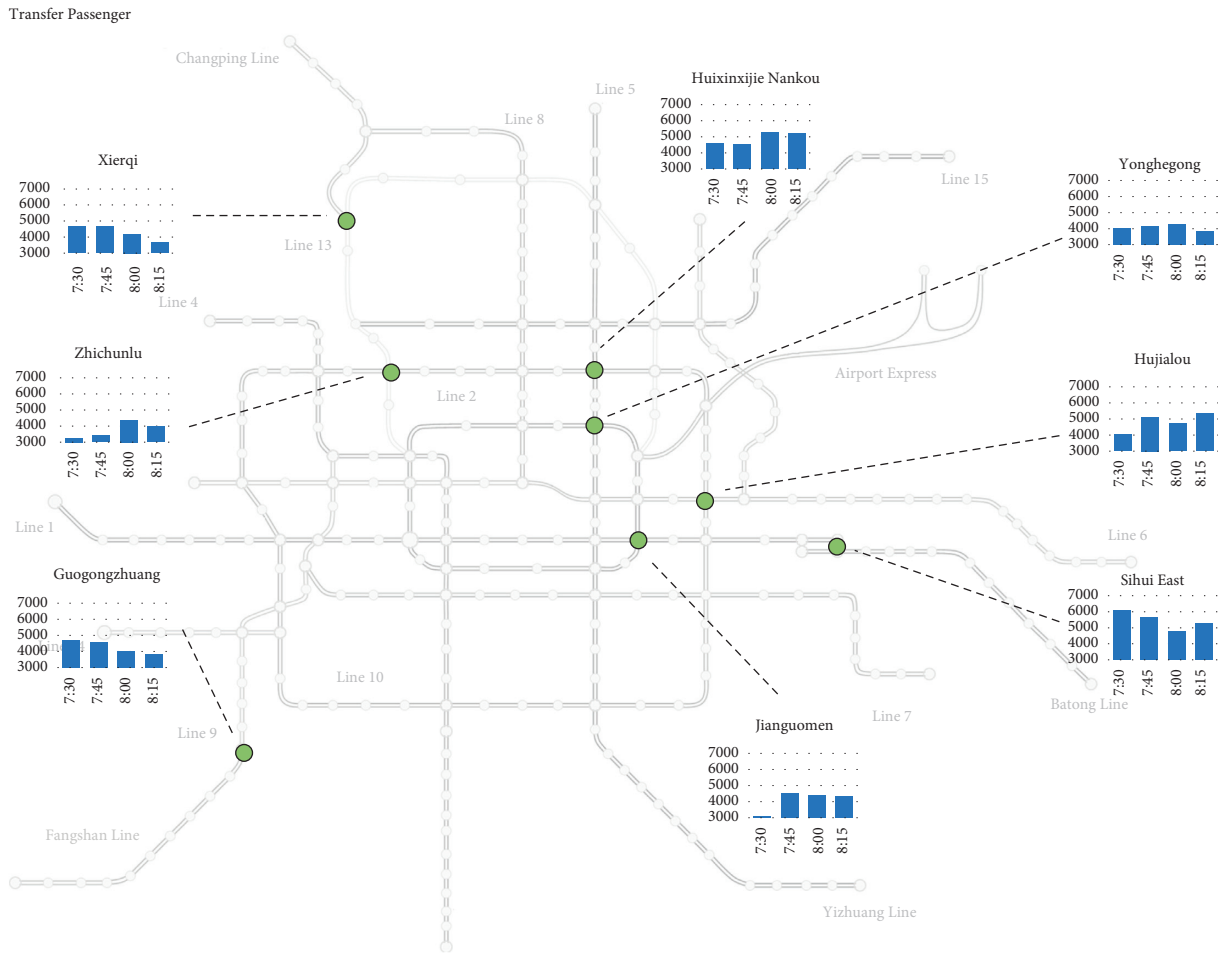 Transfer Passenger
Changping Line
Line 8
Line 5
Line 15
Line 13
Line 4
Line 2
Airport Express
Line 1
Line 6
Line 10
Line 9
Line 7
Batong Line
Fangshan Line
Yizhuang Line
Huixinxijie Nankou
7000
6000
5000
4000
3000
7:30
7:45
8:00
8:15
Xierqi
7000
6000
5000
4000
3000
7:30
7:45
8:00
8:15
Yonghegong
7000
6000
5000
4000
3000
7:30
7:45
8:00
8:15
Zhichunlu
7000
6000
5000
4000
3000
7:30
7:45
8:00
8:15
Hujialou
7000
6000
5000
4000
3000
7:30
7:45
8:00
8:15
Guogongzhuang
7000
6000
5000
4000
3000
7:30
7:45
8:00
8:15
Sihui East
7000
6000
5000
4000
3000
7:30
7:45
8:00
8:15
Jianguomen
7000
6000
5000
4000
3000
7:30
7:45
8:00
8:15